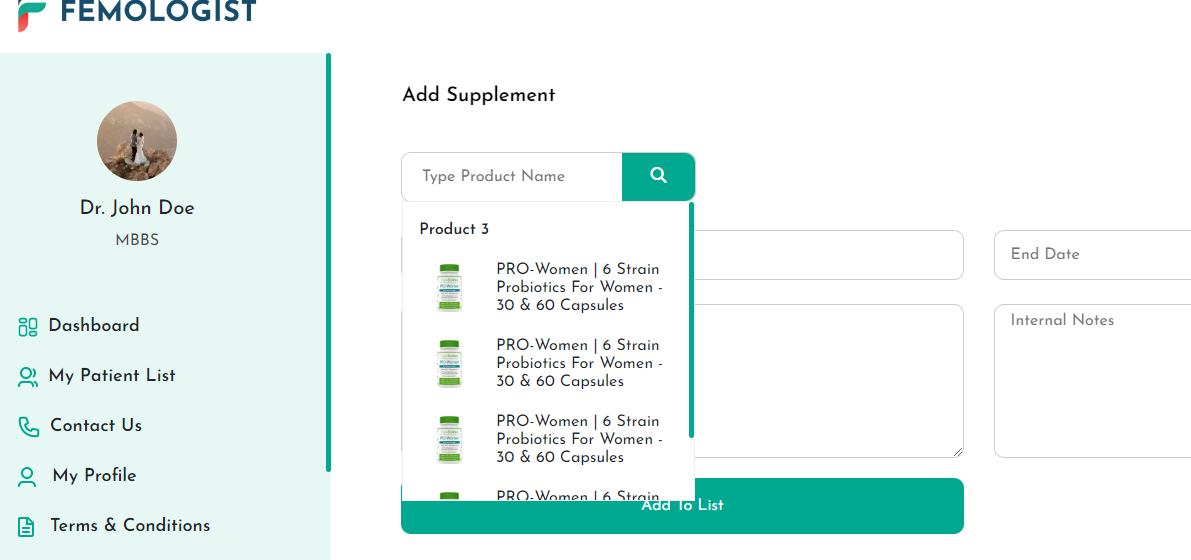 FEMOLOGIST
Dr. John Doe
MBBS
Dashboard
My Patient List
Contact Us
My Profile
Terms & Conditions
Add Supplement
Type Product Name
Product 3
PRO-Women | 6 Strain
Probiotics For Women -
30 & 60 Capsules
PRO-Women | 6 Strain
Probiotics For Women -
30 & 60 Capsules
PRO-Women | 6 Strain
Probiotics For Women -
30 & 60 Capsules
PRO-Women | 6 Strain
End Date
Internal Notes
Add To List